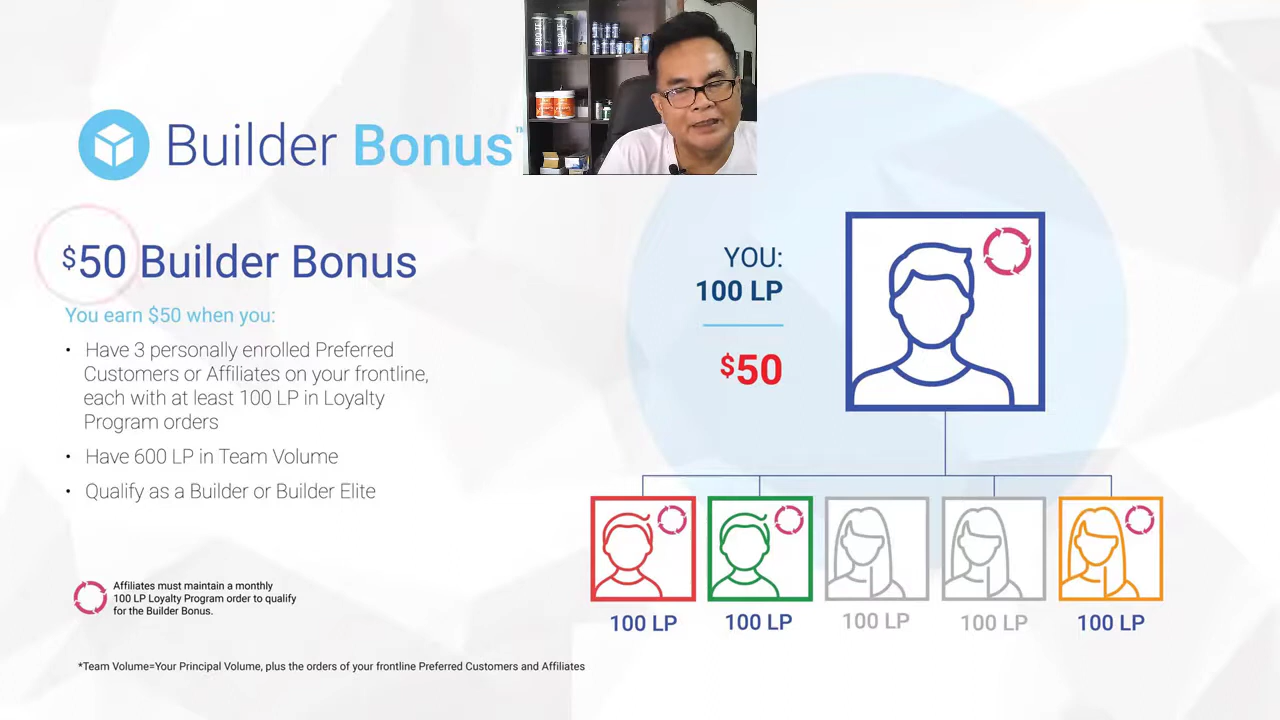 Builder Bonus™
$50 Builder Bonus
You earn $50 when you:
• Have 3 personally enrolled Preferred
Customers or Affiliates on your frontline,
each with at least 100 LP in Loyalty
Program orders
• Have 600 LP in Team Volume
• Qualify as a Builder or Builder Elite
Affiliates must maintain a monthly
100 LP Loyalty Program order to qualify
for the Builder Bonus.
*Team Volume=Your Principal Volume, plus the orders of your frontline Preferred Customers and Affiliates
YOU:
100 LP
$50
100 LP
100 LP
100 LP
100 LP
100 LP